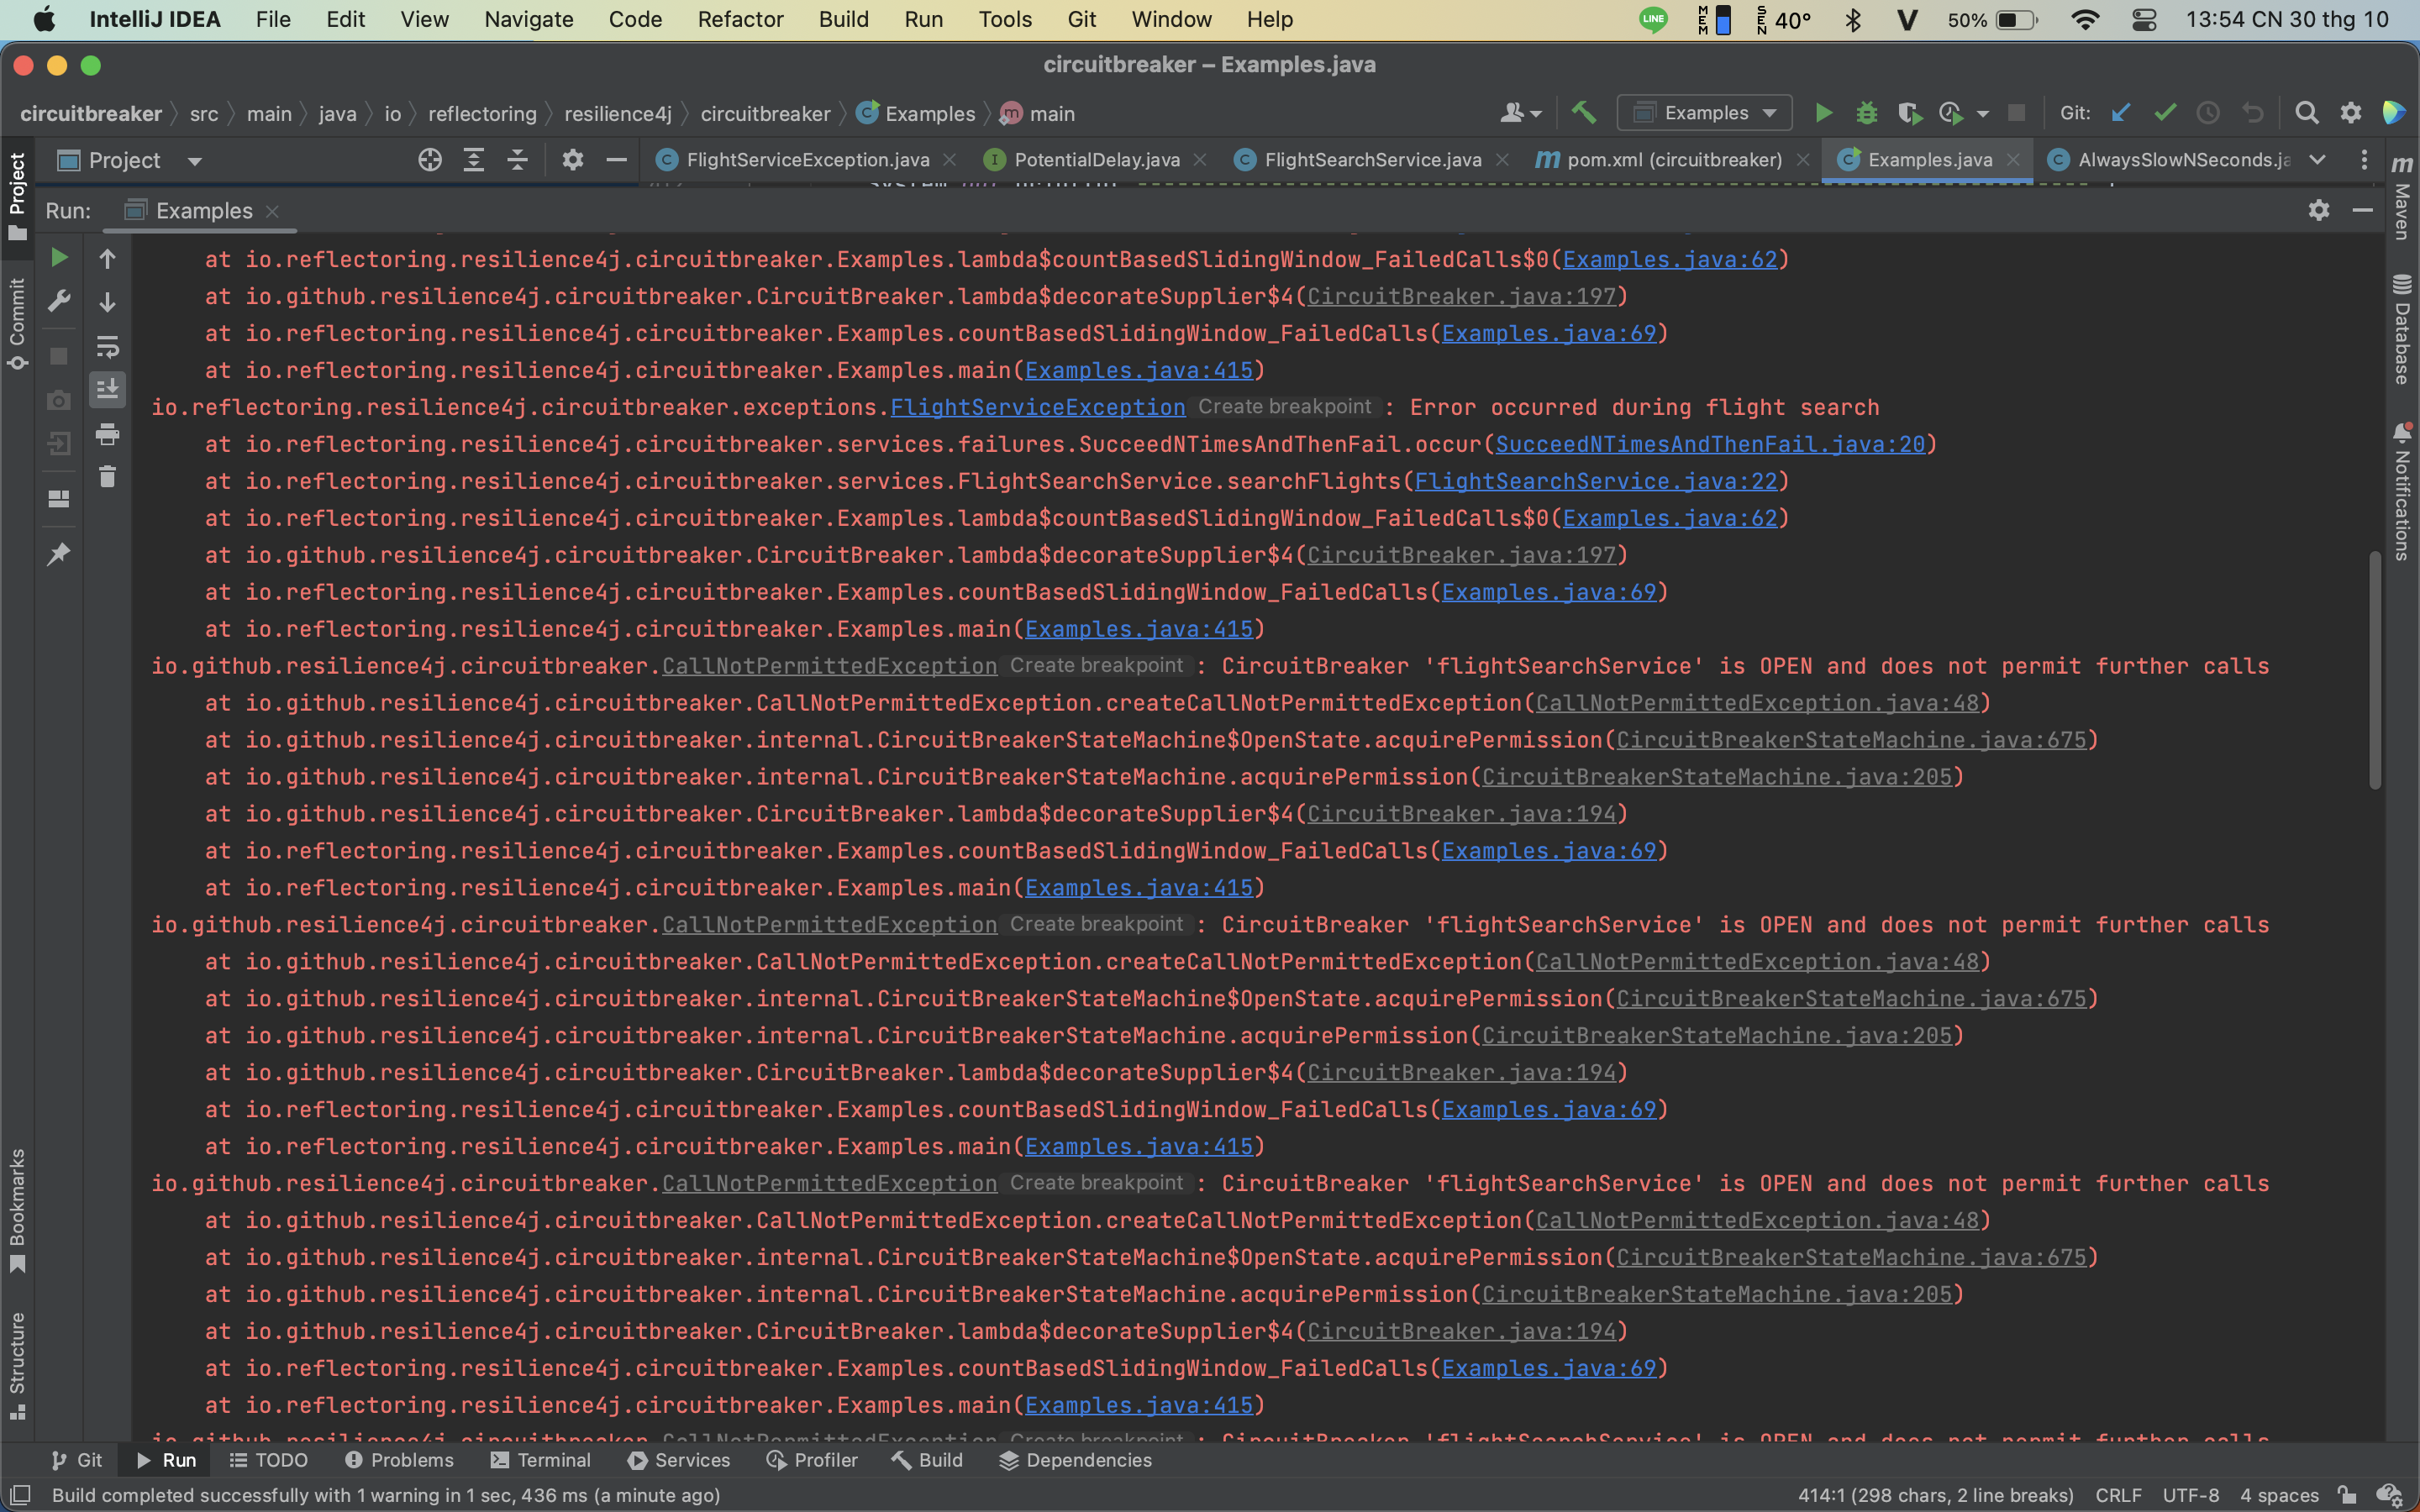 IntelliJ IDEA File Edit View Navigate Code Refactor Build Run Tools Git Window Help LINE MEM SEN 40° V 50% 13:54 CN 30 thg 10
circuitbreaker – Examples.java
circuitbreaker src main java io reflectoring resilience4j circuitbreaker Examples main Examples Git:
Project FlightServiceException.java PotentialDelay.java FlightSearchService.java pom.xml (circuitbreaker) Examples.java AlwaysSlowNSeconds.ja
Run: Examples
at io.reflectoring.resilience4j.circuitbreaker.Examples.lambda$countBasedSlidingWindow_FailedCalls$0(Examples.java:62)
at io.github.resilience4j.circuitbreaker.CircuitBreaker.lambda$decorateSupplier$4(CircuitBreaker.java:197)
at io.reflectoring.resilience4j.circuitbreaker.Examples.countBasedSlidingWindow_FailedCalls(Examples.java:69)
at io.reflectoring.resilience4j.circuitbreaker.Examples.main(Examples.java:415)
io.reflectoring.resilience4j.circuitbreaker.exceptions.FlightServiceException Create breakpoint : Error occurred during flight search
at io.reflectoring.resilience4j.circuitbreaker.services.failures.SucceedNTimesAndThenFail.occur(SucceedNTimesAndThenFail.java:20)
at io.reflectoring.resilience4j.circuitbreaker.services.FlightSearchService.searchFlights(FlightSearchService.java:22)
at io.reflectoring.resilience4j.circuitbreaker.Examples.lambda$countBasedSlidingWindow_FailedCalls$0(Examples.java:62)
at io.github.resilience4j.circuitbreaker.CircuitBreaker.lambda$decorateSupplier$4(CircuitBreaker.java:197)
at io.reflectoring.resilience4j.circuitbreaker.Examples.countBasedSlidingWindow_FailedCalls(Examples.java:69)
at io.reflectoring.resilience4j.circuitbreaker.Examples.main(Examples.java:415)
io.github.resilience4j.circuitbreaker.CallNotPermittedException Create breakpoint : CircuitBreaker 'flightSearchService' is OPEN and does not permit further calls
at io.github.resilience4j.circuitbreaker.CallNotPermittedException.createCallNotPermittedException(CallNotPermittedException.java:48)
at io.github.resilience4j.circuitbreaker.internal.CircuitBreakerStateMachine$OpenState.acquirePermission(CircuitBreakerStateMachine.java:675)
at io.github.resilience4j.circuitbreaker.internal.CircuitBreakerStateMachine.acquirePermission(CircuitBreakerStateMachine.java:205)
at io.github.resilience4j.circuitbreaker.CircuitBreaker.lambda$decorateSupplier$4(CircuitBreaker.java:194)
at io.reflectoring.resilience4j.circuitbreaker.Examples.countBasedSlidingWindow_FailedCalls(Examples.java:69)
at io.reflectoring.resilience4j.circuitbreaker.Examples.main(Examples.java:415)
io.github.resilience4j.circuitbreaker.CallNotPermittedException Create breakpoint : CircuitBreaker 'flightSearchService' is OPEN and does not permit further calls
at io.github.resilience4j.circuitbreaker.CallNotPermittedException.createCallNotPermittedException(CallNotPermittedException.java:48)
at io.github.resilience4j.circuitbreaker.internal.CircuitBreakerStateMachine$OpenState.acquirePermission(CircuitBreakerStateMachine.java:675)
at io.github.resilience4j.circuitbreaker.internal.CircuitBreakerStateMachine.acquirePermission(CircuitBreakerStateMachine.java:205)
at io.github.resilience4j.circuitbreaker.CircuitBreaker.lambda$decorateSupplier$4(CircuitBreaker.java:194)
at io.reflectoring.resilience4j.circuitbreaker.Examples.countBasedSlidingWindow_FailedCalls(Examples.java:69)
at io.reflectoring.resilience4j.circuitbreaker.Examples.main(Examples.java:415)
io.github.resilience4j.circuitbreaker.CallNotPermittedException Create breakpoint : CircuitBreaker 'flightSearchService' is OPEN and does not permit further calls
at io.github.resilience4j.circuitbreaker.CallNotPermittedException.createCallNotPermittedException(CallNotPermittedException.java:48)
at io.github.resilience4j.circuitbreaker.internal.CircuitBreakerStateMachine$OpenState.acquirePermission(CircuitBreakerStateMachine.java:675)
at io.github.resilience4j.circuitbreaker.internal.CircuitBreakerStateMachine.acquirePermission(CircuitBreakerStateMachine.java:205)
at io.github.resilience4j.circuitbreaker.CircuitBreaker.lambda$decorateSupplier$4(CircuitBreaker.java:194)
at io.reflectoring.resilience4j.circuitbreaker.Examples.countBasedSlidingWindow_FailedCalls(Examples.java:69)
at io.reflectoring.resilience4j.circuitbreaker.Examples.main(Examples.java:415)
io.github.resilience4j.circuitbreaker.CallNotPermittedException Create breakpoint : CircuitBreaker 'flightSearchService' is OPEN and does not permit further calls
Project
Commit
Bookmarks
Structure
Maven
Database
Notifications
Git Run TODO Problems Terminal Services Profiler Build Dependencies
Build completed successfully with 1 warning in 1 sec, 436 ms (a minute ago) 414:1 (298 chars, 2 line breaks) CRLF UTF-8 4 spaces